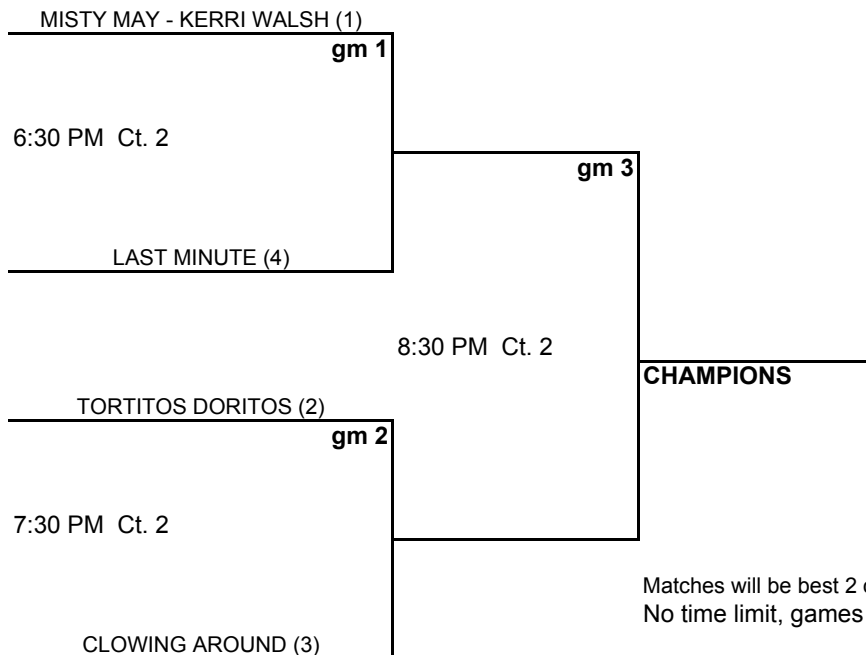 MISTY MAY - KERRI WALSH (1)
gm 1
6:30 PM Ct. 2
gm 3
LAST MINUTE (4)
8:30 PM Ct. 2
CHAMPIONS
TORTITOS DORITOS (2)
gm 2
7:30 PM Ct. 2
Matches will be best 2
No time limit, games
CLOWING AROUND (3)